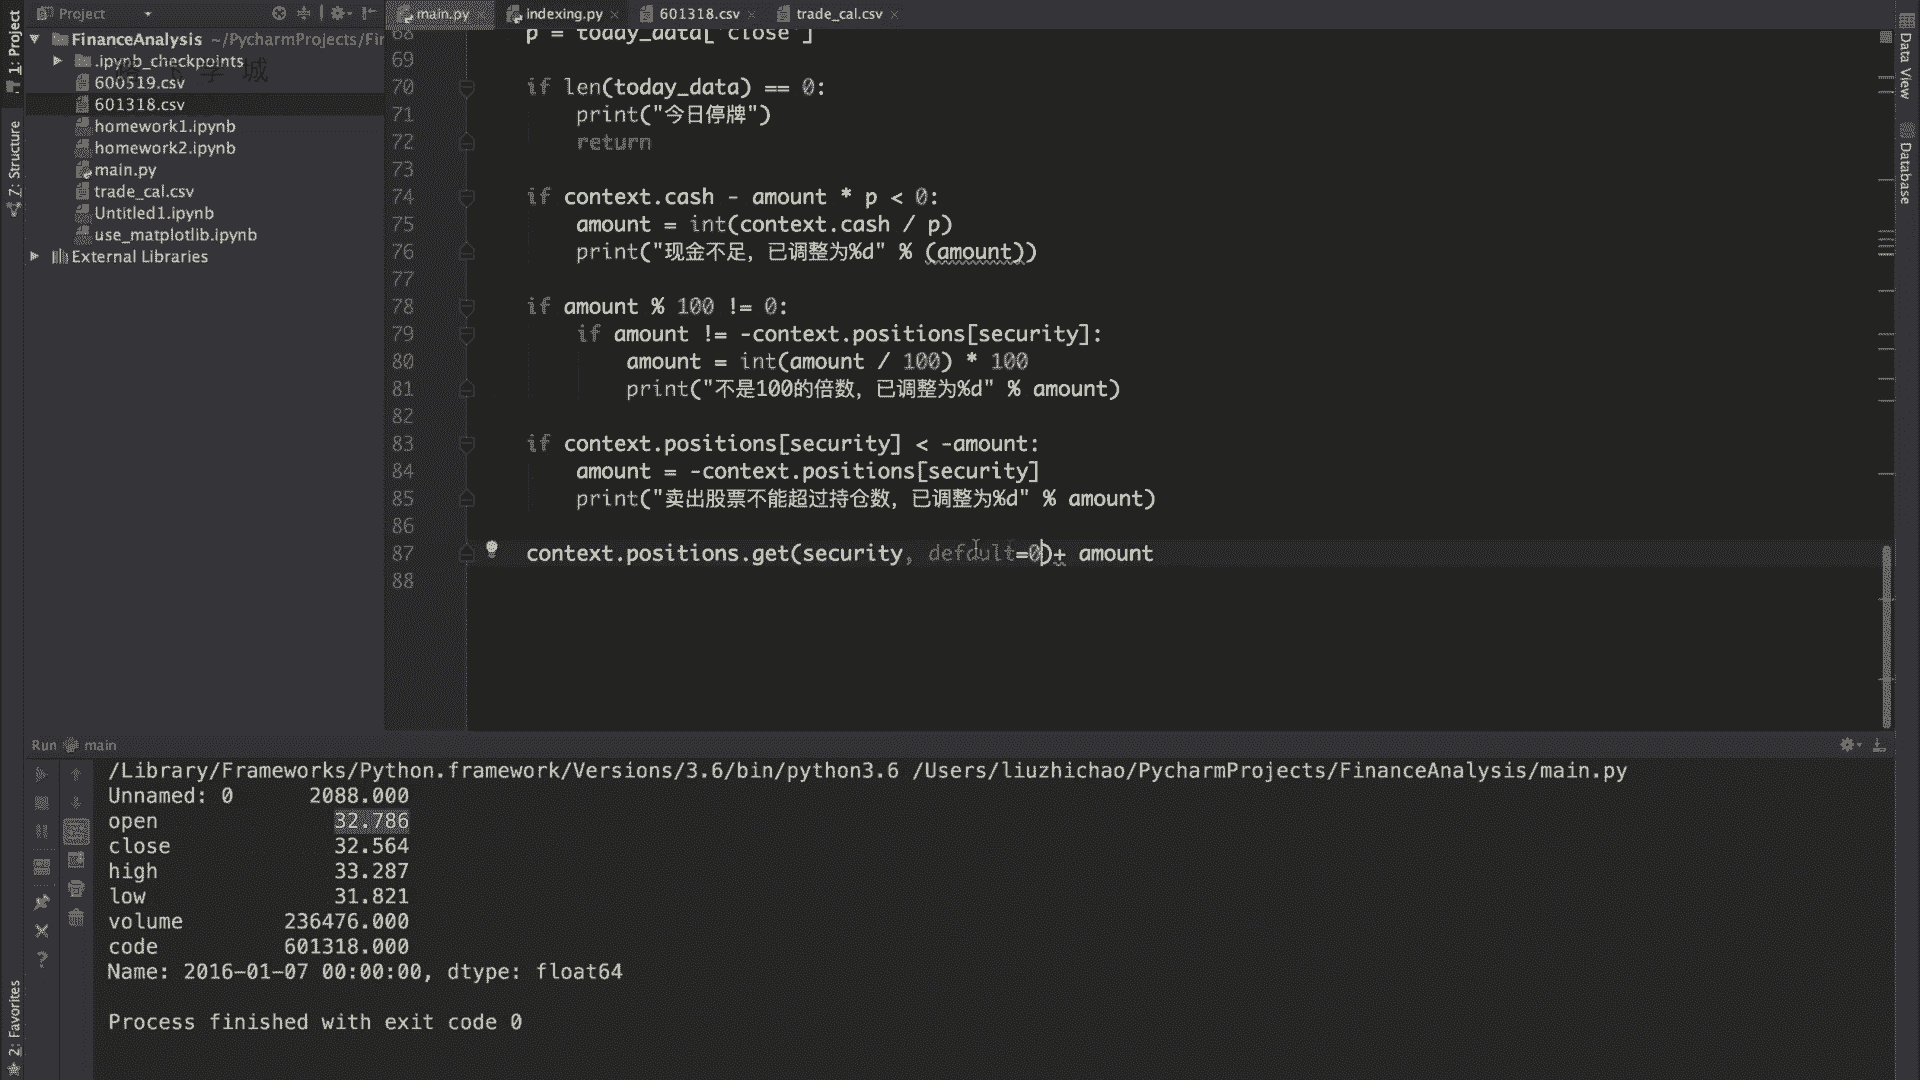 Project
main.py
indexing.py
601318.csv
trade_cal.csv
1: Project
7: Structure
2: Favorites
Data View
Database
FinanceAnalysis ~/PycharmProjects/Fir
.ipynb_checkpoints
600519.csv
601318.csv
homework1.ipynb
homework2.ipynb
main.py
trade_cal.csv
Untitled1.ipynb
use_matplotlib.ipynb
External Libraries
68 p = today_data['close']
69
70 if len(today_data) == 0:
71 print("今日停牌")
72 return
73
74 if context.cash - amount * p < 0:
75 amount = int(context.cash / p)
76 print("现金不足，已调整为%d" % (amount))
77
78 if amount % 100 != 0:
79 if amount != -context.positions[security]:
80 amount = int(amount / 100) * 100
81 print("不是100的倍数，已调整为%d" % amount)
82
83 if context.positions[security] < -amount:
84 amount = -context.positions[security]
85 print("卖出股票不能超过持仓数，已调整为%d" % amount)
86
87 context.positions.get(security, default=0)+ amount
88
Run main
/Library/Frameworks/Python.framework/Versions/3.6/bin/python3.6 /Users/liuzhichao/PycharmProjects/FinanceAnalysis/main.py
Unnamed: 0 2088.000
open 32.786
close 32.564
high 33.287
low 31.821
volume 236476.000
code 601318.000
Name: 2016-01-07 00:00:00, dtype: float64
Process finished with exit code 0